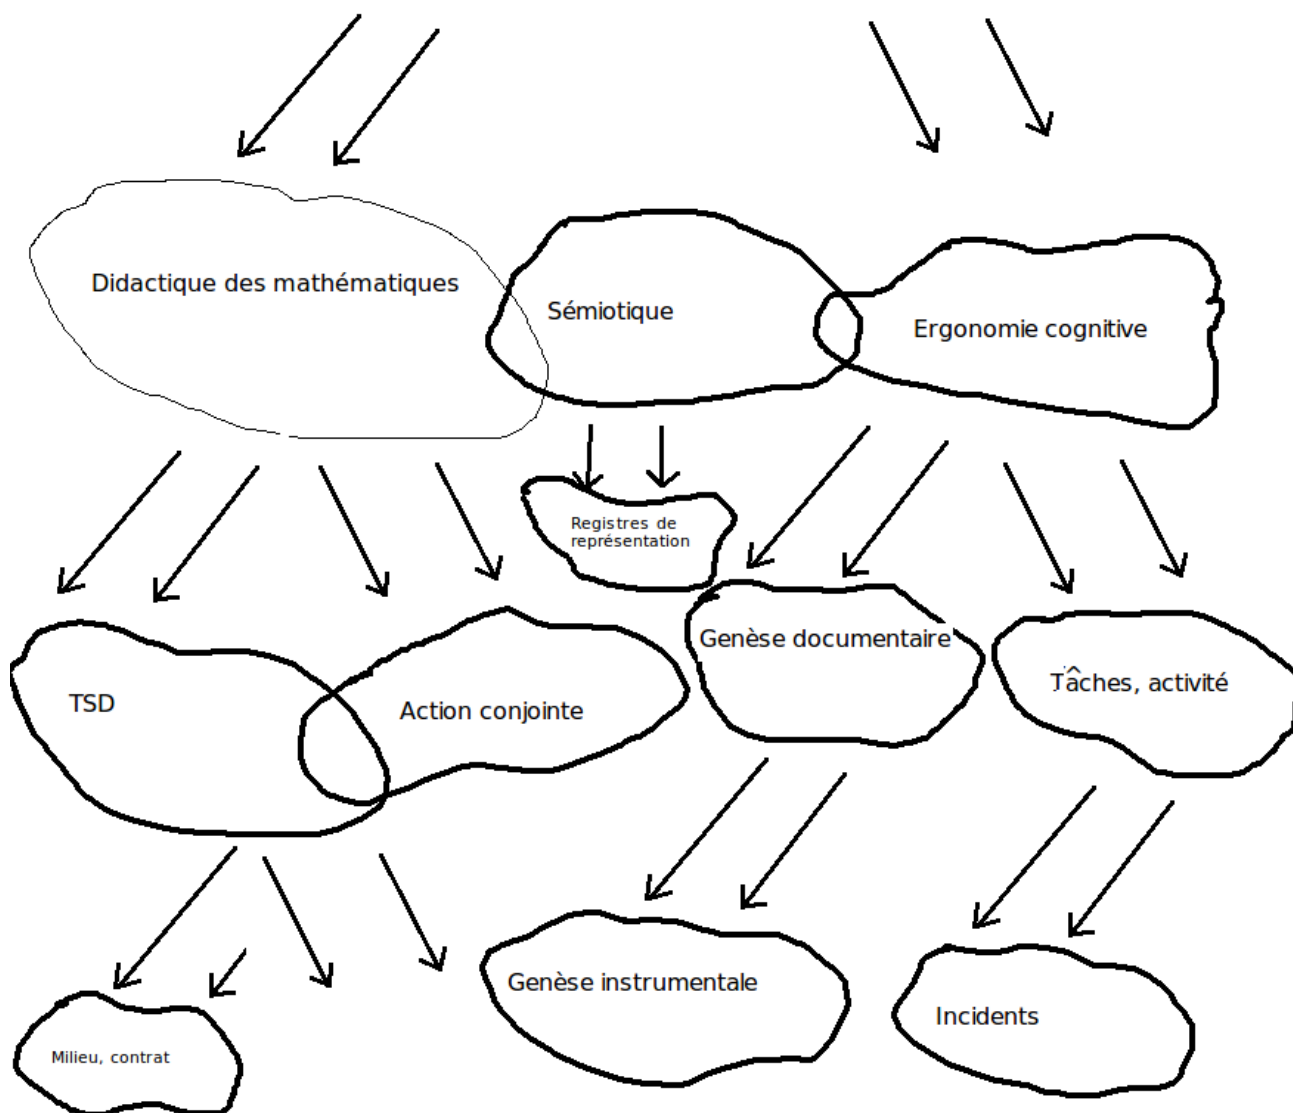 Didactique des mathématiques
Sémiotique
Ergonomie cognitive
Registres de
représentation
Genèse documentaire
Tâches, activité
TSD
Action conjointe
Genèse instrumentale
Incidents
Milieu, contrat